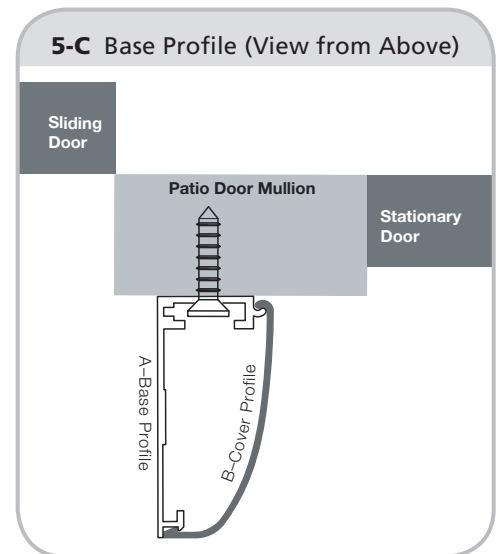 5-C Base Profile (View from Above)
Sliding
Door
Patio Door Mullion
Stationary
Door
A–Base Profile
B–Cover Profile